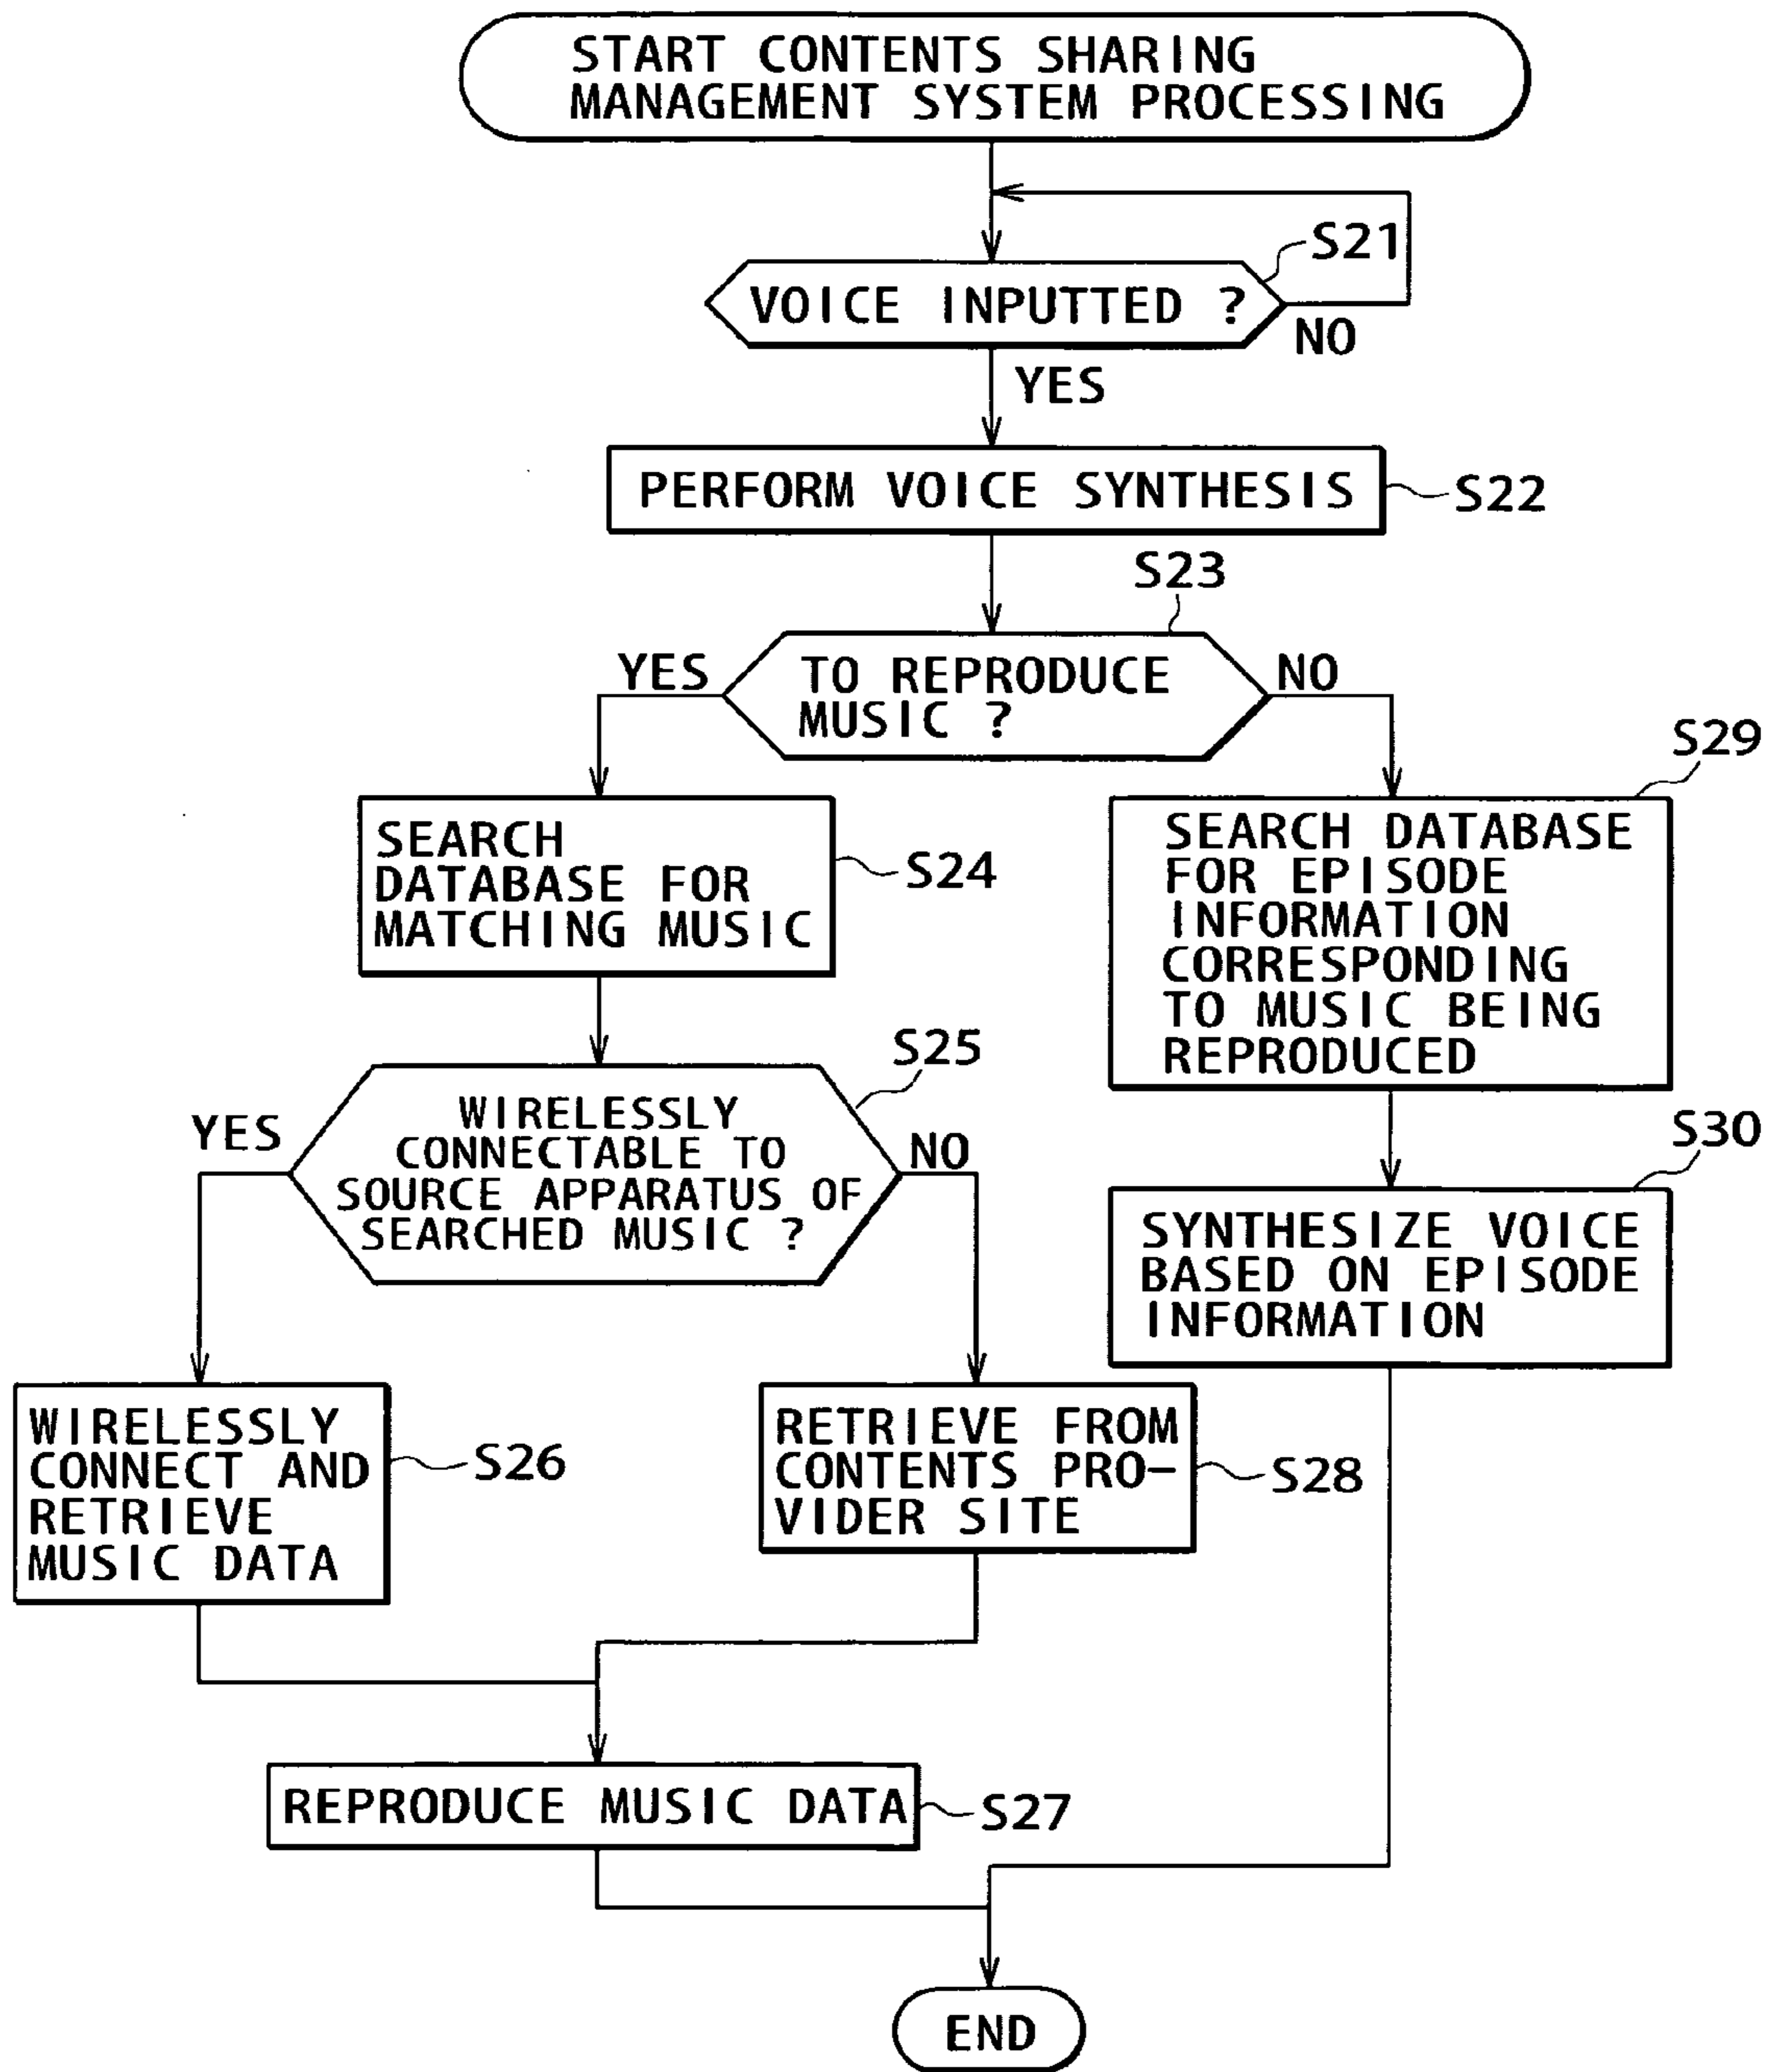 START CONTENTS SHARING
MANAGEMENT SYSTEM PROCESSING
S21
VOICE INPUTTED ?
NO
YES
PERFORM VOICE SYNTHESIS
S22
S23
YES
TO REPRODUCE
MUSIC ?
NO
S29
SEARCH
DATABASE FOR
MATCHING MUSIC
S24
SEARCH DATABASE
FOR EPISODE
INFORMATION
CORRESPONDING
TO MUSIC BEING
REPRODUCED
S25
YES
WIRELESSLY
CONNECTABLE TO
SOURCE APPARATUS OF
SEARCHED MUSIC ?
NO
S30
SYNTHESIZE VOICE
BASED ON EPISODE
INFORMATION
WIRELESSLY
CONNECT AND
RETRIEVE
MUSIC DATA
S26
RETRIEVE FROM
CONTENTS PRO-
VIDER SITE
S28
REPRODUCE MUSIC DATA
S27
END